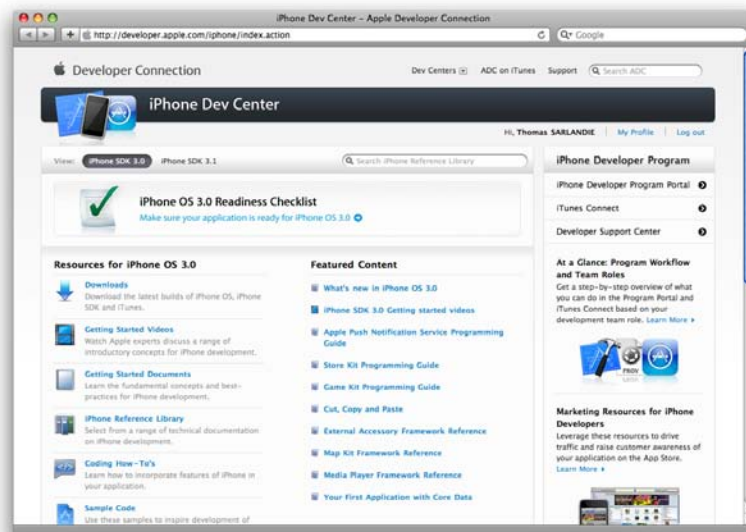 iPhone Dev Center – Apple Developer Connection
http://developer.apple.com/iphone/index.action
Google
Developer Connection
Dev Centers
ADC on iTunes
Support
Search ADC
iPhone Dev Center
Hi, Thomas SARLANDIE
My Profile
Log out
View:
iPhone SDK 3.0
iPhone SDK 3.1
Search iPhone Reference Library
iPhone OS 3.0 Readiness Checklist
Make sure your application is ready for iPhone OS 3.0
Resources for iPhone OS 3.0
Downloads
Download the latest builds of iPhone OS, iPhone
SDK and iTunes.
Getting Started Videos
Watch Apple experts discuss a range of
introductory concepts for iPhone development.
Getting Started Documents
Learn the fundamental concepts and best-
practices for iPhone development.
iPhone Reference Library
Select from a range of technical documentation
on iPhone development.
Coding How-To's
Learn how to incorporate features of iPhone in
your application.
Sample Code
Use these samples to inspire development of
Featured Content
What's new in iPhone OS 3.0
iPhone SDK 3.0 Getting started videos
Apple Push Notification Service Programming
Guide
Store Kit Programming Guide
Game Kit Programming Guide
Cut, Copy and Paste
External Accessory Framework Reference
Map Kit Framework Reference
Media Player Framework Reference
Your First Application with Core Data
iPhone Developer Program
iPhone Developer Program Portal
iTunes Connect
Developer Support Center
At a Glance: Program Workflow
and Team Roles
Get a step-by-step overview of what
you can do in the Program Portal and
iTunes Connect based on your
development team role. Learn More
PROV
Marketing Resources for iPhone
Developers
Leverage these resources to drive
traffic and raise customer awareness of
your application on the App Store.
Learn More